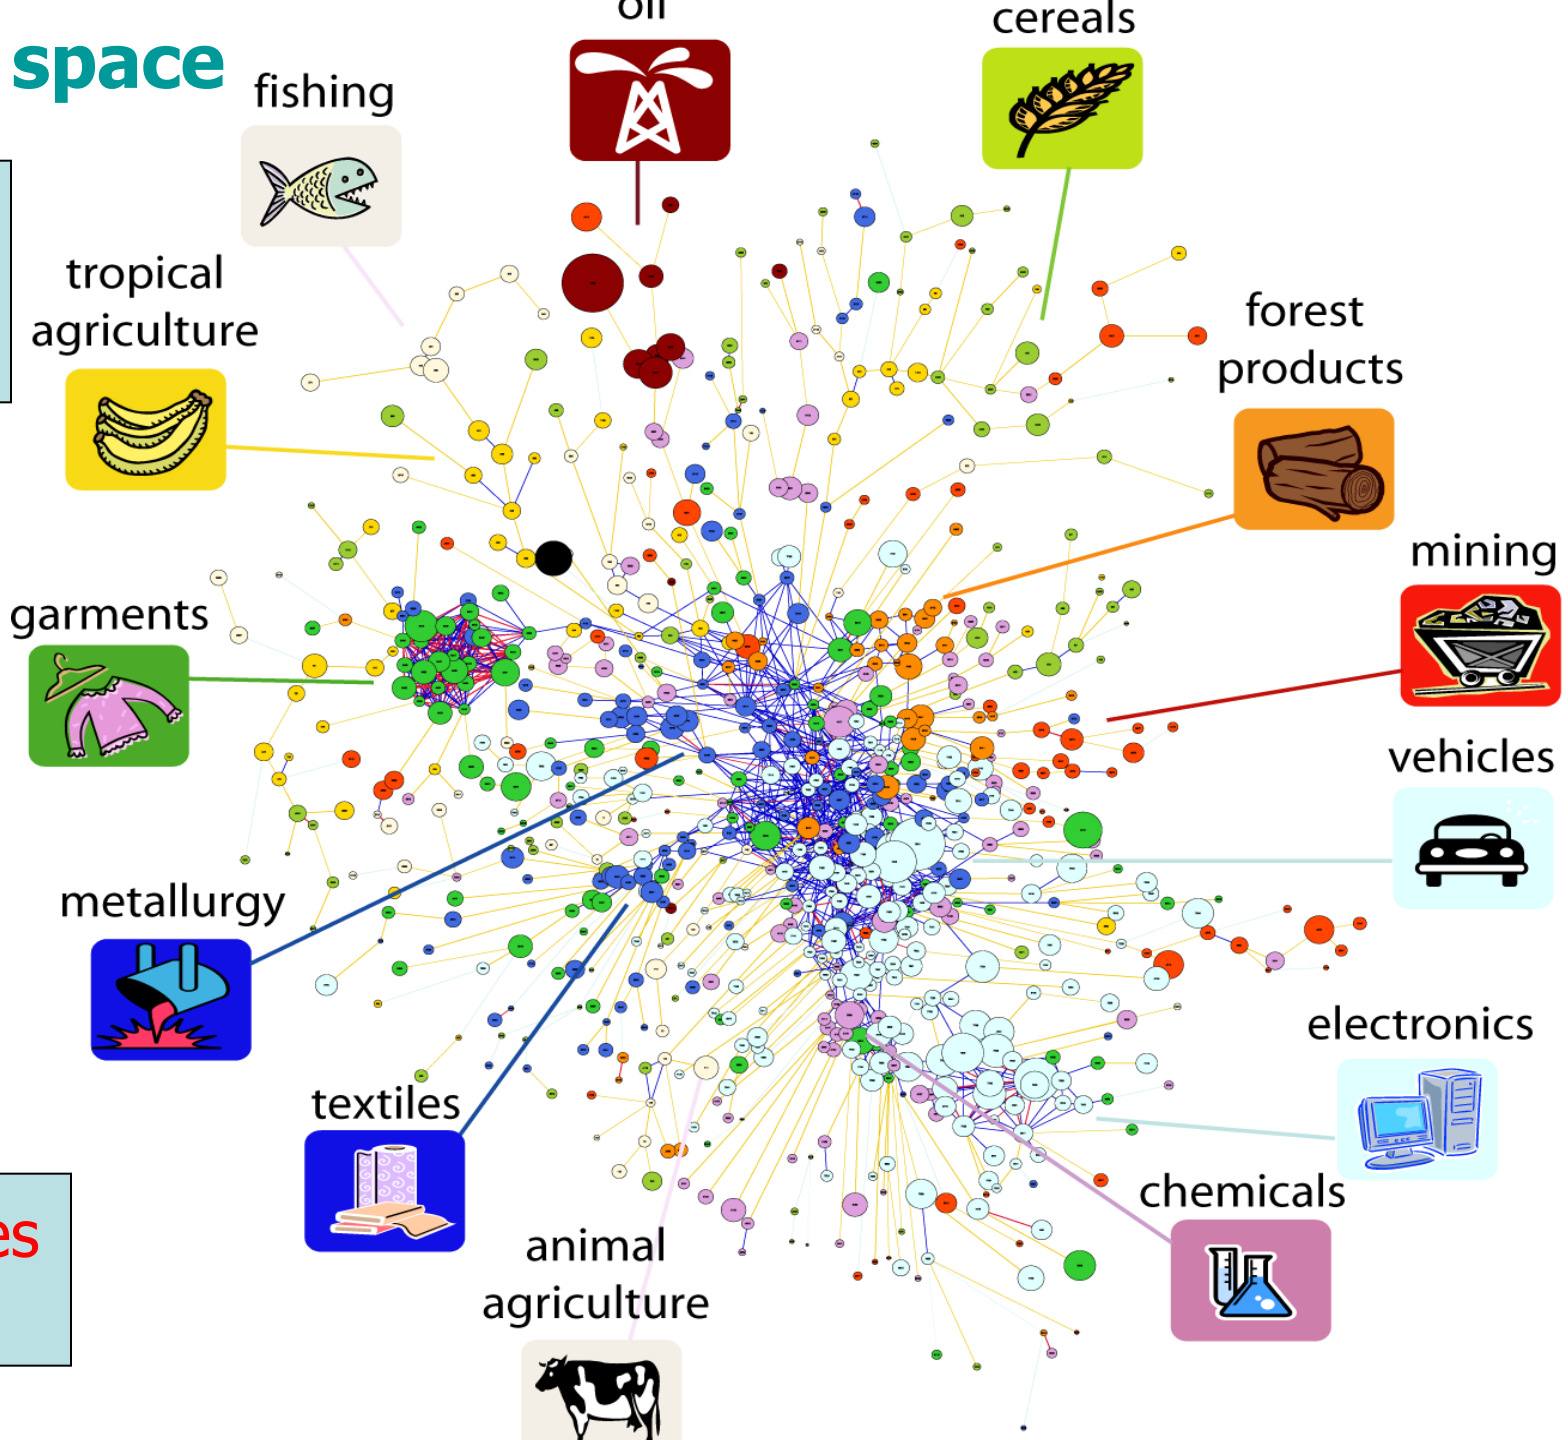 oil
cereals
space
fishing
tropical
agriculture
forest
products
mining
garments
vehicles
metallurgy
electronics
textiles
chemicals
es
animal
agriculture